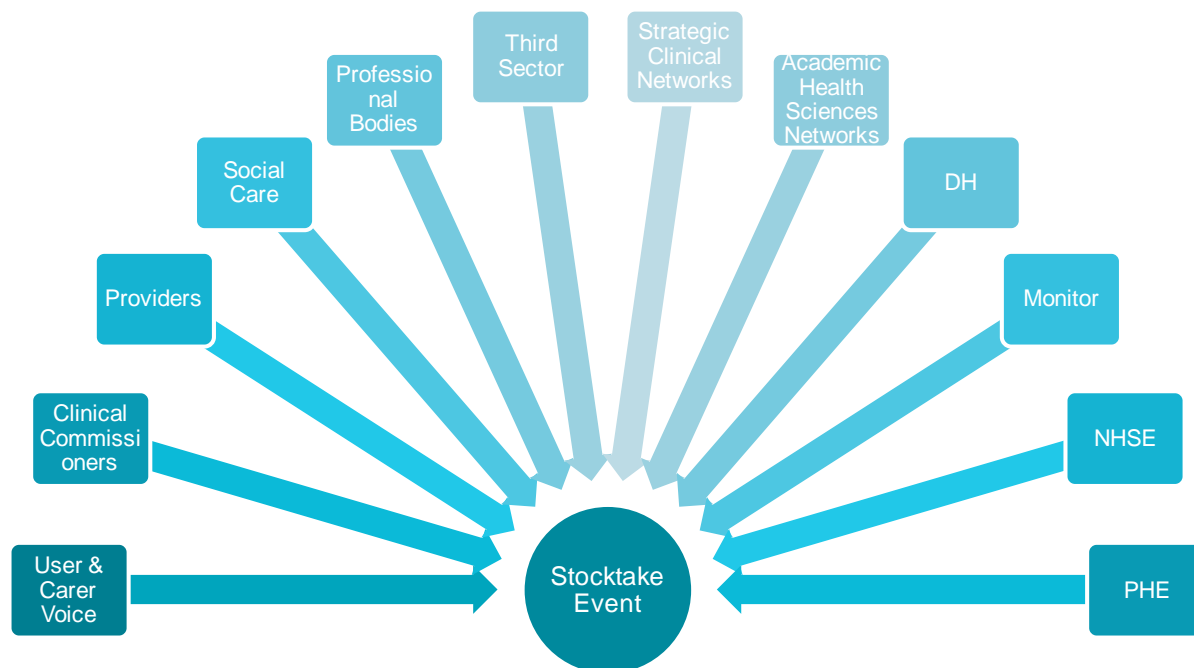 User &
Carer
Voice
Clinical
Commissi
oners
Providers
Social
Care
Professio
nal
Bodies
Third
Sector
Strategic
Clinical
Networks
Academic
Health
Sciences
Networks
DH
Monitor
NHSE
PHE
Stocktake
Event